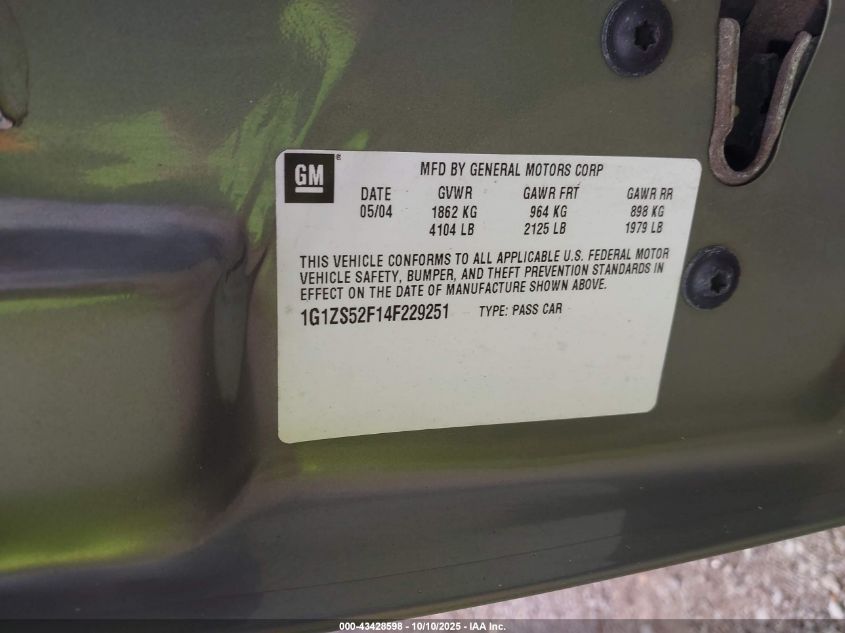 GM ® MFD BY GENERAL MOTORS CORP
DATE GVWR GAWR FRT GAWR RR
05/04 1862 KG 964 KG 898 KG
4104 LB 2125 LB 1979 LB
THIS VEHICLE CONFORMS TO ALL APPLICABLE U.S. FEDERAL MOTOR
VEHICLE SAFETY, BUMPER, AND THEFT PREVENTION STANDARDS IN
EFFECT ON THE DATE OF MANUFACTURE SHOWN ABOVE.
1G1ZS52F14F229251 TYPE: PASS CAR
000-43428598 - 10/10/2025 - IAA Inc.